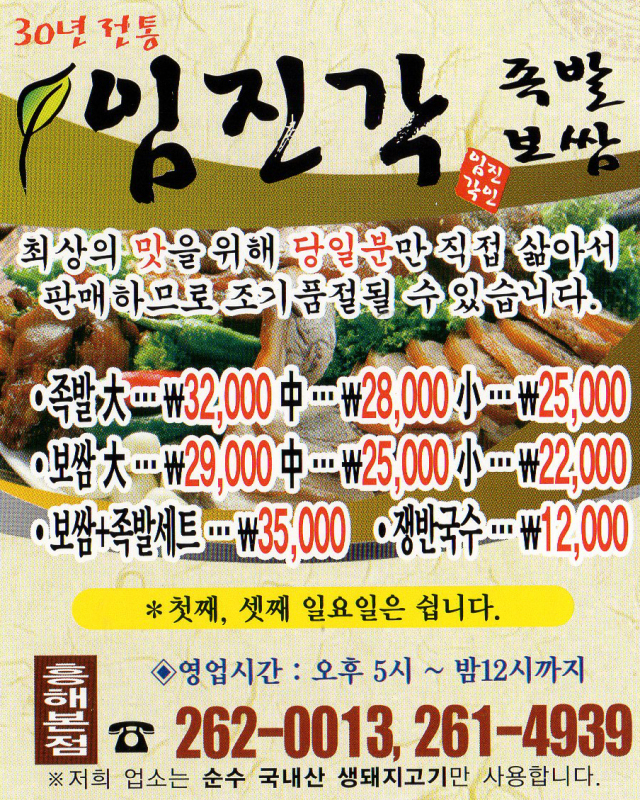 30년 전통
임진각 족발
보쌈
임진
각인
최상의 맛을 위해 당일분만 직접 삶아서
판매하므로 조기품절될 수 있습니다.
• 족발 大 … ₩32,000 中 … ₩28,000 小 … ₩25,000
• 보쌈 大 … ₩29,000 中 … ₩25,000 小 … ₩22,000
• 보쌈+족발세트 … ₩35,000 • 쟁반국수 … ₩12,000
*첫째, 셋째 일요일은 쉽니다.
흥해본점
◈영업시간 : 오후 5시 ~ 밤12시까지
☎ 262-0013, 261-4939
※저희 업소는 순수 국내산 생돼지고기만 사용합니다.